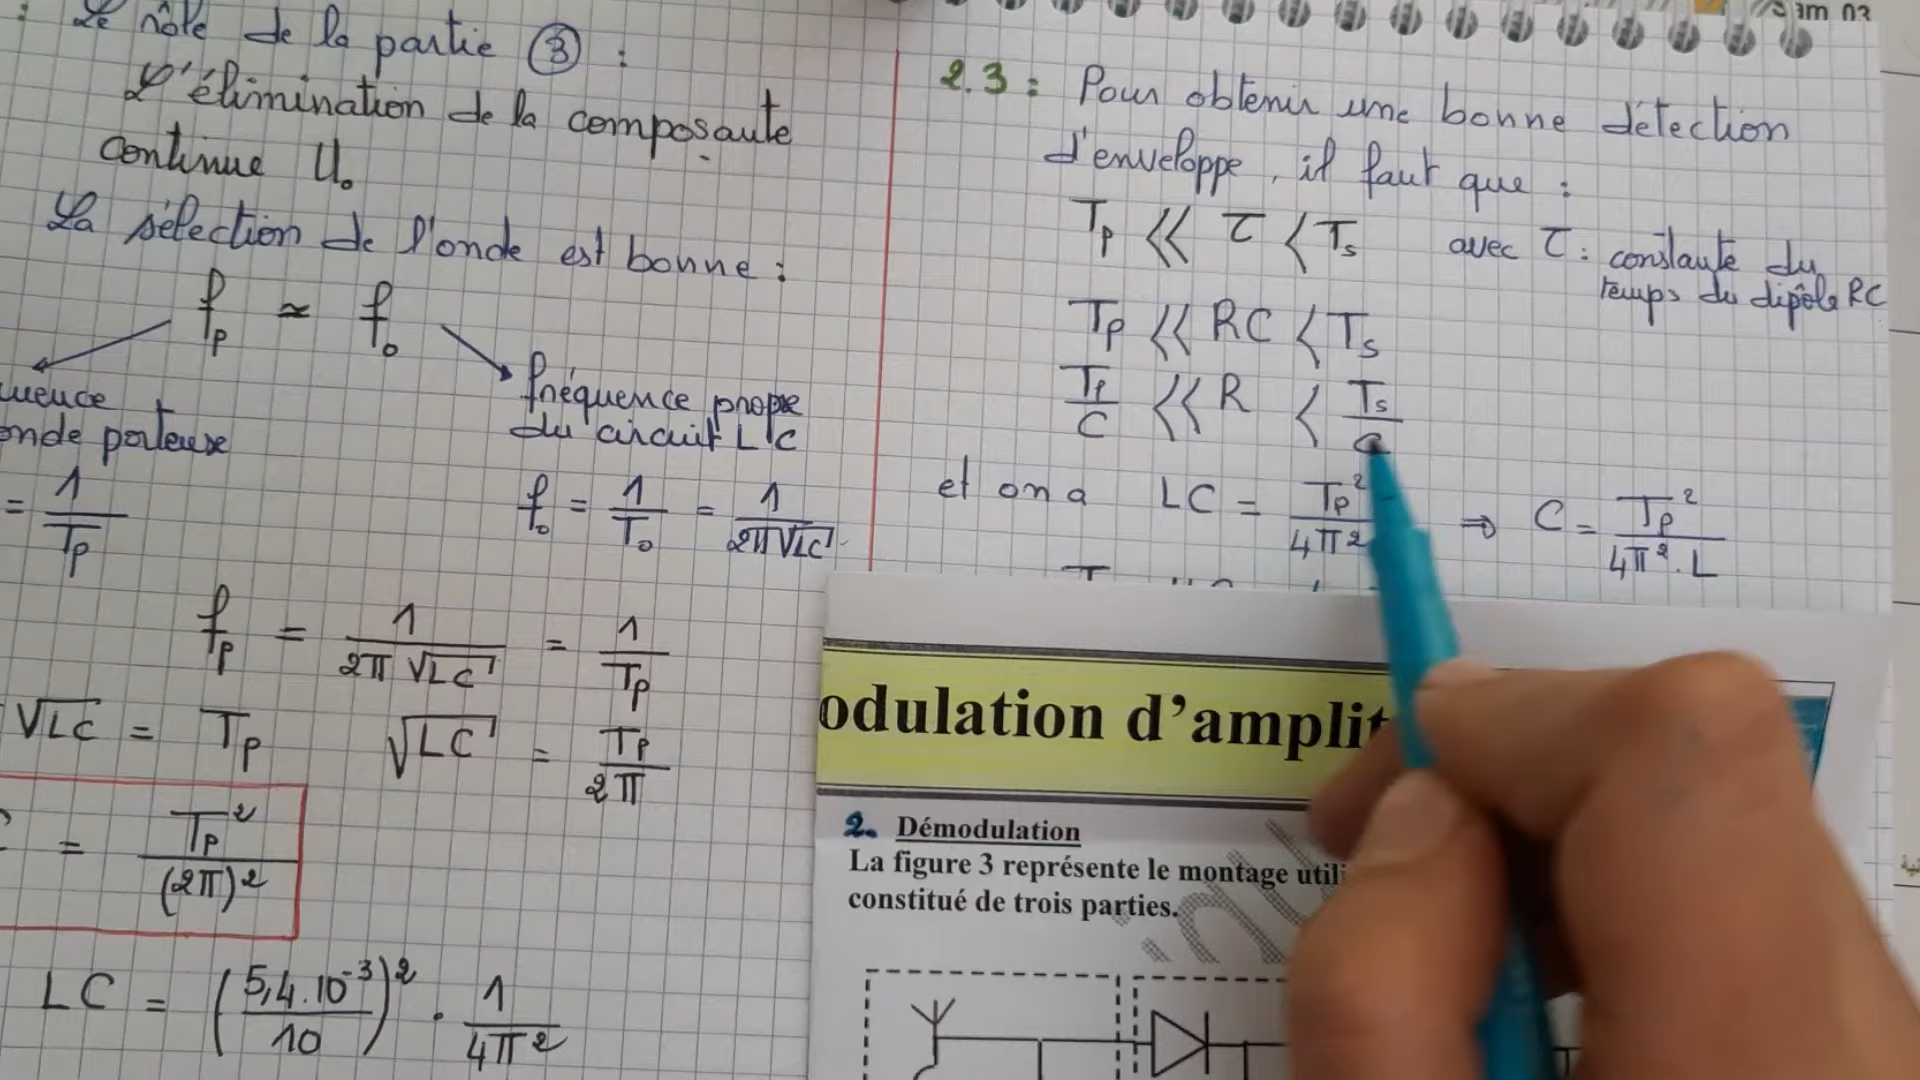 Le rôle de la partie ③ :
L'élimination de la composante
continue U₀
La sélection de l'onde est bonne :
fp ≈ f₀
onde porteuse
fréquence propre
du circuit LC
= 1/Tp
f₀ = 1/T₀ = 1/2π√LC
fp = 1/2π√LC = 1/Tp
√LC = Tp √LC = Tp/2π
= Tp²/(2π)²
LC = (5,4.10⁻³/10)² . 1/4π²
Sam 03
2.3 : Pour obtenir une bonne détection
d'enveloppe, il faut que :
Tp << τ < Ts avec τ : constante du
temps du dipôle RC
Tp << RC < Ts
Tp/C << R < Ts/C
et on a LC = Tp²/4π² ⇒ C = Tp²/4π².L
odulation d'amplit
2. Démodulation
La figure 3 représente le montage utili
constitué de trois parties.